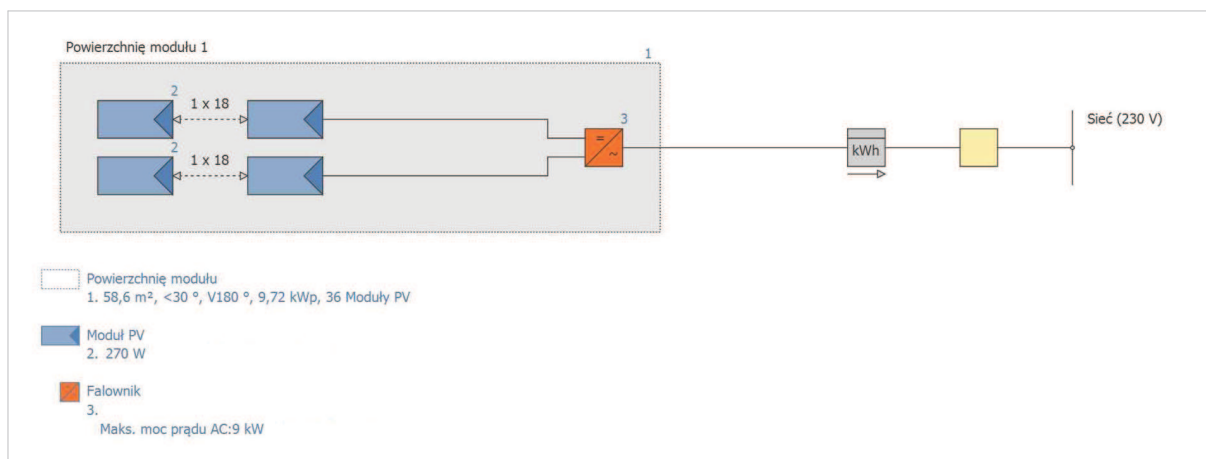 Powierzchnię modułu 1
1
2
1 x 18
2
1 x 18
3
=
~
kWh
Sieć (230 V)
Powierzchnię modułu
1. 58,6 m², <30 °, V180 °, 9,72 kWp, 36 Moduły PV
Moduł PV
2. 270 W
Falownik
3.
Maks. moc prądu AC:9 kW